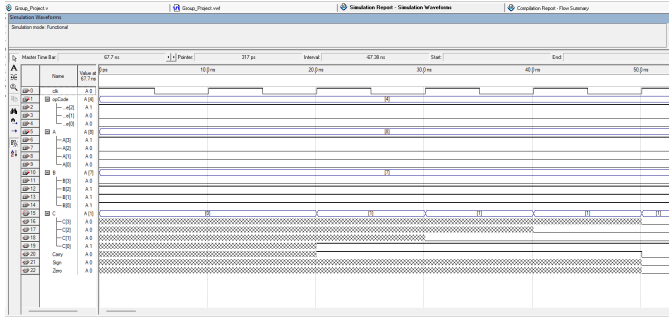 Group_Project.v
Group_Project.vwf
Simulation Report - Simulation Waveforms
Compilation Report - Flow Summary
Simulation Waveforms
Simulation mode: Functional
Master Time Bar: 67.7 ns Pointer: 317 ps Interval: -67.38 ns Start: End:
Name Value at 67.7 ns 0 ps 10.0 ns 20.0 ns 30.0 ns 40.0 ns 50.0 ns
0 clk A 0
1 opCode A [4] [4]
2 ...e[2] A 1
3 ...e[1] A 0
4 ...e[0] A 0
5 A A [8] [8]
6 A[3] A 1
7 A[2] A 0
8 A[1] A 0
9 A[0] A 0
10 B A [7] [7]
11 B[3] A 0
12 B[2] A 1
13 B[1] A 1
14 B[0] A 1
15 C A [1] [0] [1] [1] [1] [1]
16 C[3] A 0
17 C[2] A 0
18 C[1] A 0
19 C[0] A 1
20 Carry A 0
21 Sign A 0
22 Zero A 0